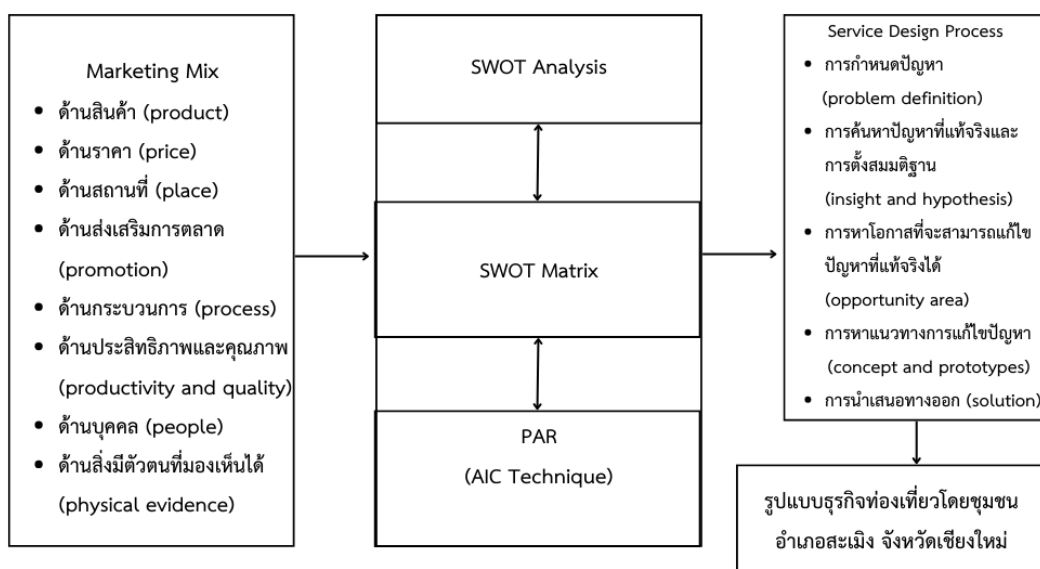 Marketing Mix
• ด้านสินค้า (product)
• ด้านราคา (price)
• ด้านสถานที่ (place)
• ด้านส่งเสริมการตลาด
(promotion)
• ด้านกระบวนการ (process)
• ด้านประสิทธิภาพและคุณภาพ
(productivity and quality)
• ด้านบุคคล (people)
• ด้านสิ่งมีตัวตนที่มองเห็นได้
(physical evidence)
SWOT Analysis
SWOT Matrix
PAR
(AIC Technique)
Service Design Process
• การกำหนดปัญหา
(problem definition)
• การค้นหาปัญหาที่แท้จริงและ
การตั้งสมมติฐาน
(insight and hypothesis)
• การหาโอกาสที่จะสามารถแก้ไข
ปัญหาที่แท้จริงได้
(opportunity area)
• การหาแนวทางการแก้ไขปัญหา
(concept and prototypes)
• การนำเสนอทางออก (solution)
รูปแบบธุรกิจท่องเที่ยวโดยชุมชน
อำเภอสะเมิง จังหวัดเชียงใหม่